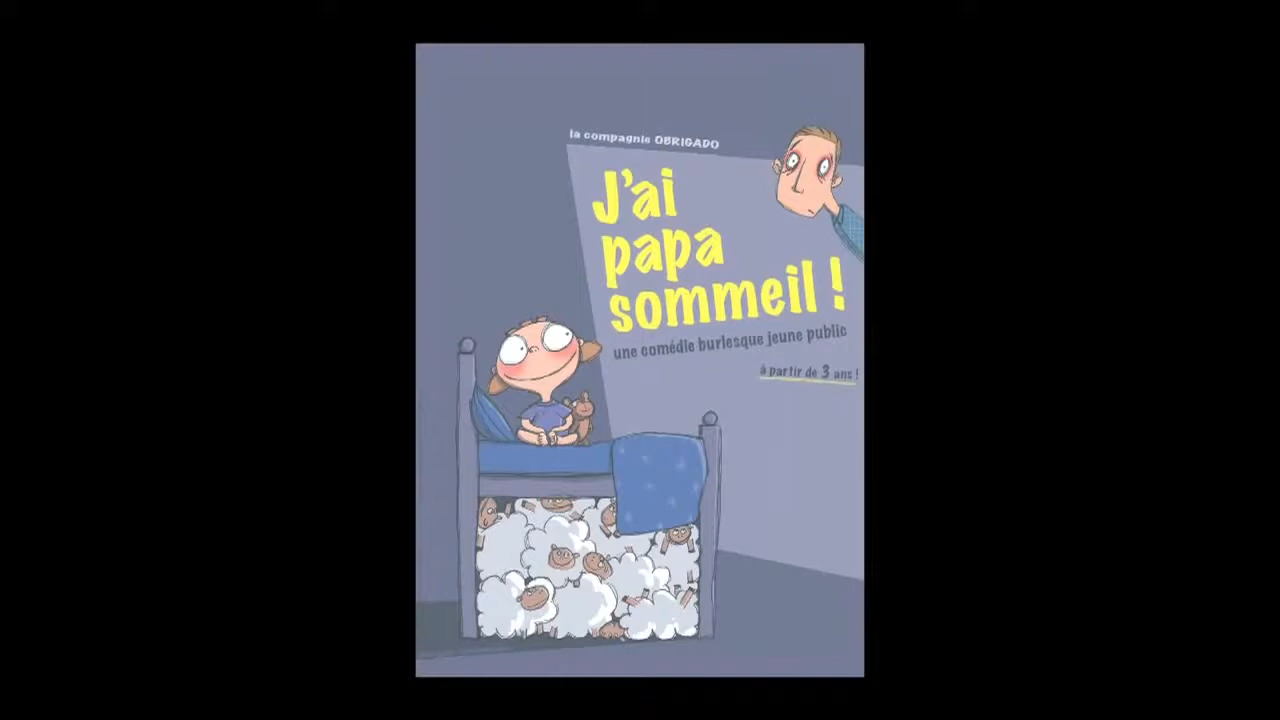 la compagnie OBRIGADO
J'ai
papa
sommeil !
une comédie burlesque jeune public
à partir de 3 ans !